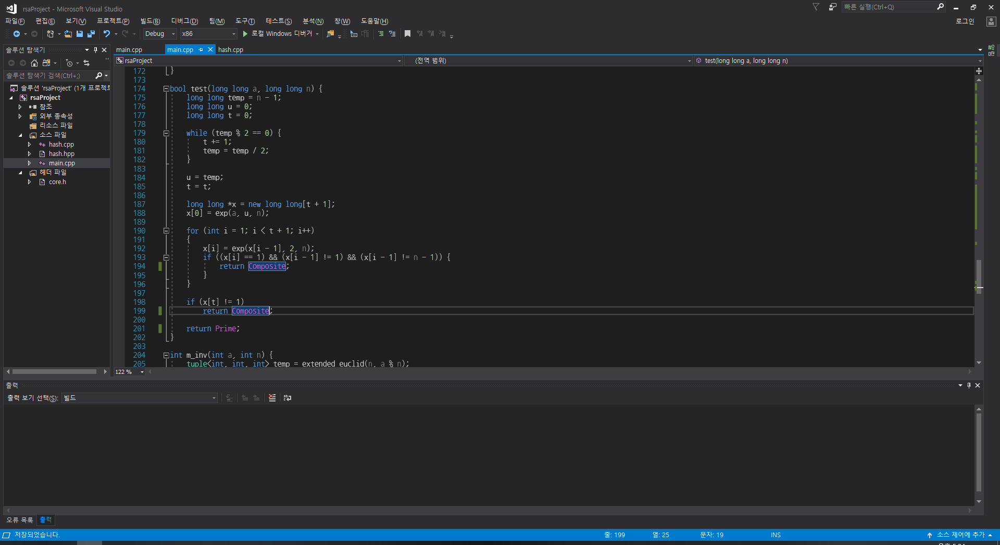 rsaProject - Microsoft Visual Studio
빠른 실행(Ctrl+Q)
파일(F) 편집(E) 보기(V) 프로젝트(P) 빌드(B) 디버그(D) 팀(M) 도구(T) 테스트(S) 분석(N) 창(W) 도움말(H)
로그인
Debug x86 로컬 Windows 디버거
솔루션 탐색기
솔루션 탐색기 검색(Ctrl+;)
솔루션 'rsaProject' (1개 프로젝트
rsaProject
참조
외부 종속성
리소스 파일
소스 파일
hash.cpp
hash.hpp
main.cpp
헤더 파일
core.h
main.cpp main.cpp hash.cpp
rsaProject (전역 범위) test(long long a, long long n)
172 }
173
174 bool test(long long a, long long n) {
175 long long temp = n - 1;
176 long long u = 0;
177 long long t = 0;
178
179 while (temp % 2 == 0) {
180 t += 1;
181 temp = temp / 2;
182 }
183
184 u = temp;
185 t = t;
186
187 long long *x = new long long[t + 1];
188 x[0] = exp(a, u, n);
189
190 for (int i = 1; i < t + 1; i++)
191 {
192 x[i] = exp(x[i - 1], 2, n);
193 if ((x[i] == 1) && (x[i - 1] != 1) && (x[i - 1] != n - 1)) {
194 return Composite;
195 }
196 }
197
198 if (x[t] != 1)
199 return Composite;
200
201 return Prime;
202 }
203
204 int m_inv(int a, int n) {
205 tuple<int, int, int> temp = extended_euclid(n, a % n);
122 %
출력
출력 보기 선택(S): 빌드
오류 목록 출력
저장되었습니다.
줄: 199 열: 25 문자: 19 INS
소스 제어에 추가